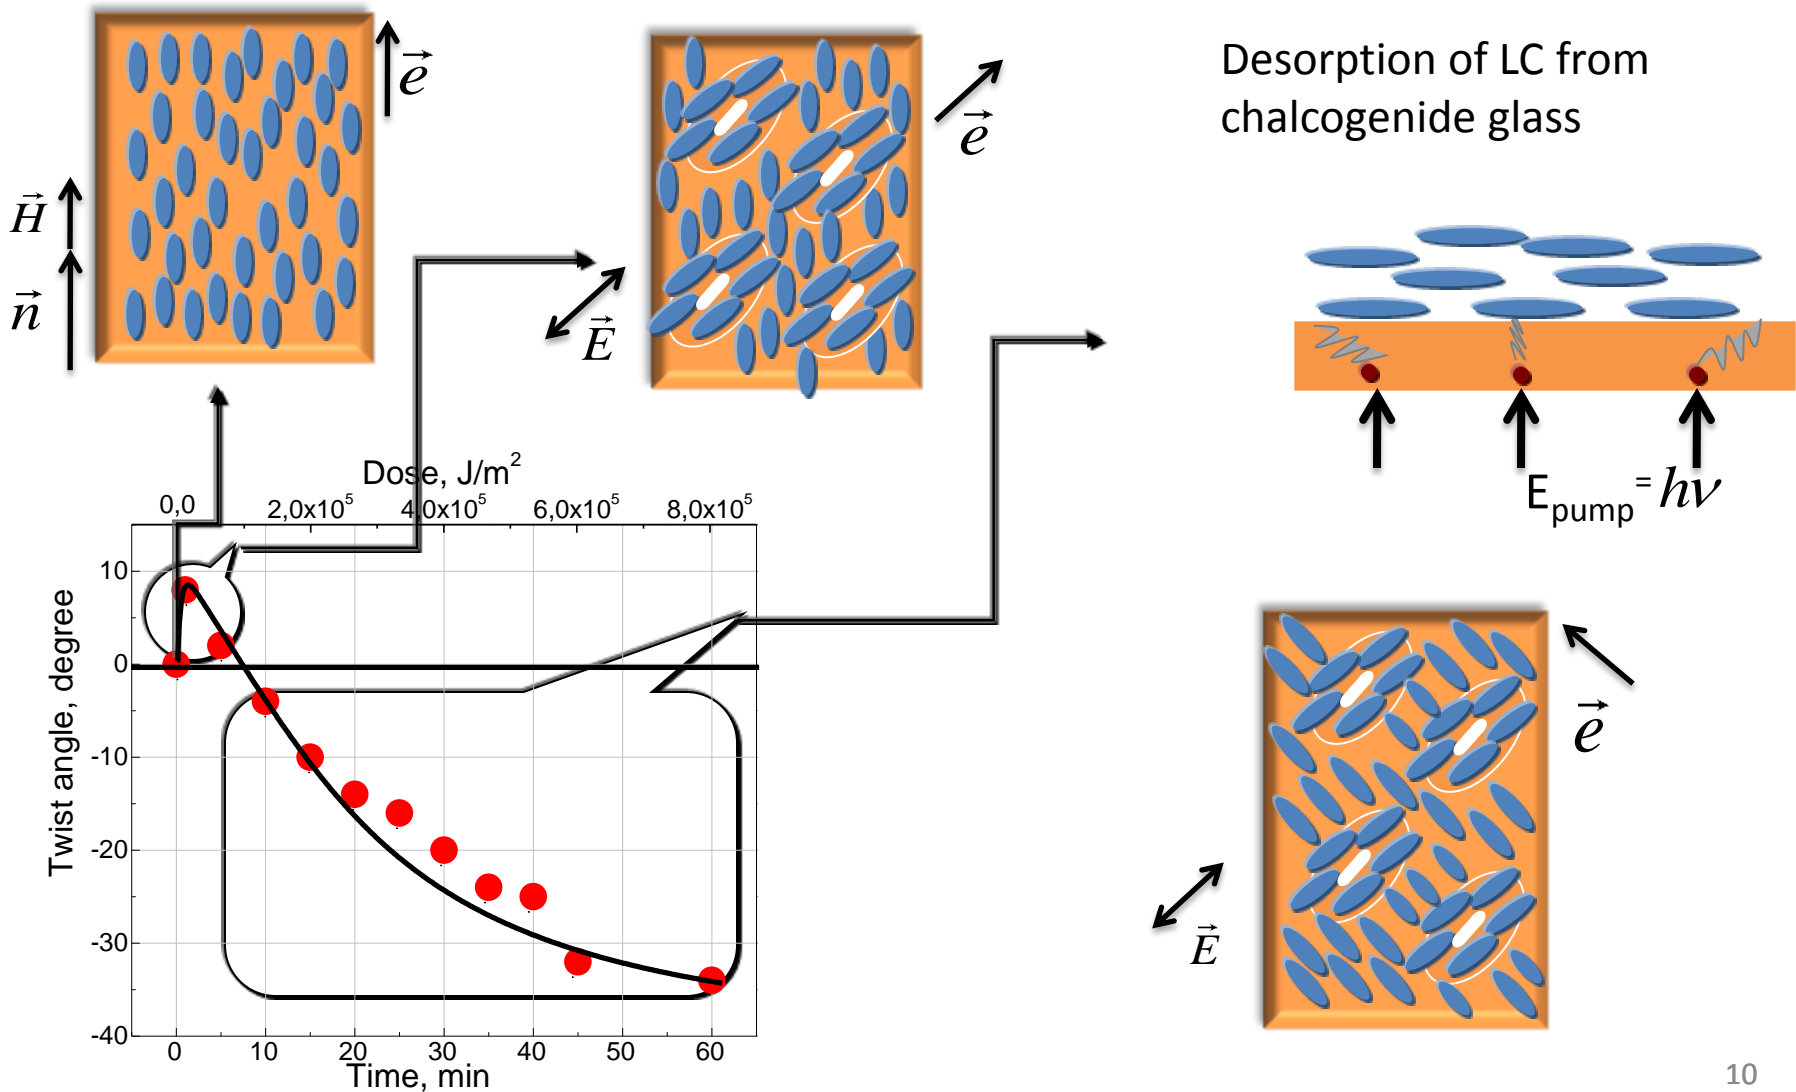 e
H
n
e
E
Desorption of LC from
chalcogenide glass
E_pump = hν
Dose, J/m²
0,0 2,0x10⁵ 4,0x10⁵ 6,0x10⁵ 8,0x10⁵
Twist angle, degree
10
0
-10
-20
-30
-40
0 10 20 30 40 50 60
Time, min
e
E
10